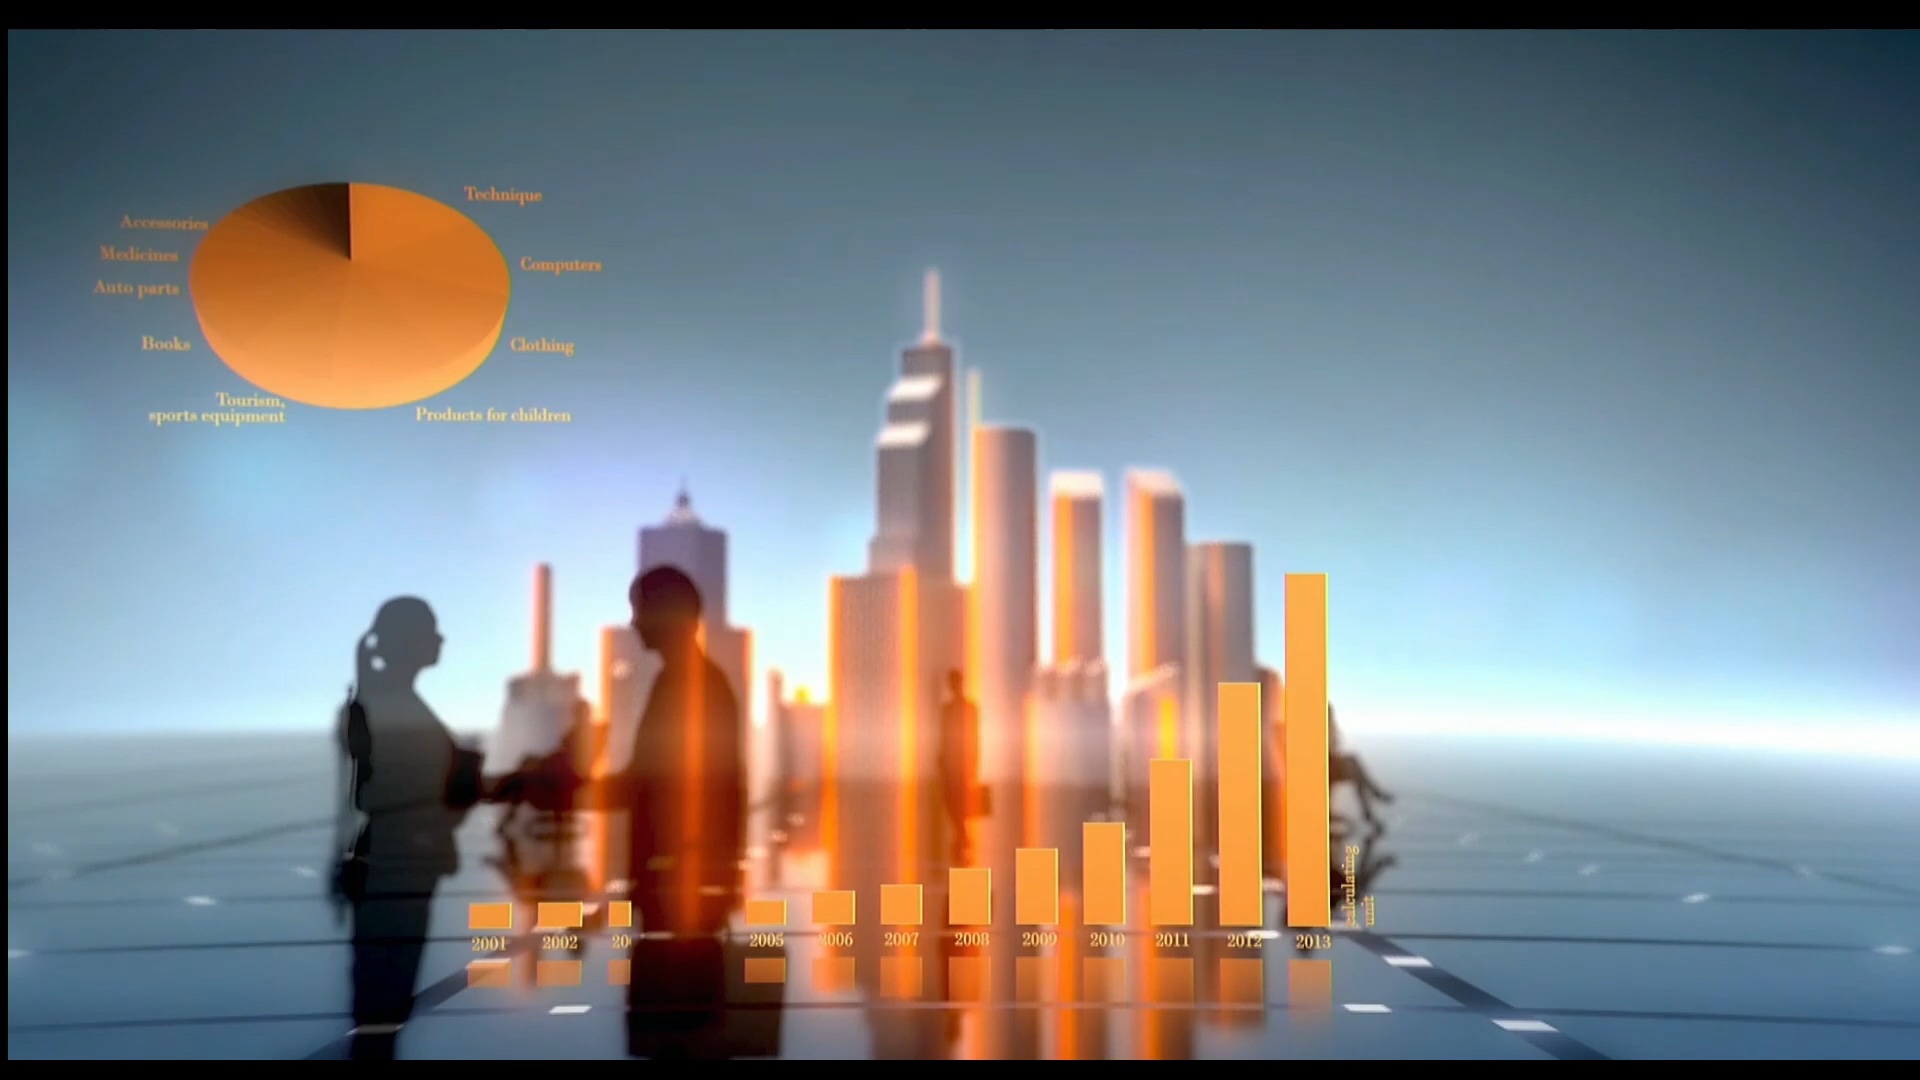 Technique
Accessories
Medicines
Computers
Auto parts
Books
Clothing
Tourism,
sports equipment
Products for children
calculating
unit
2001 2002 2005 2006 2007 2008 2009 2010 2011 2012 2013